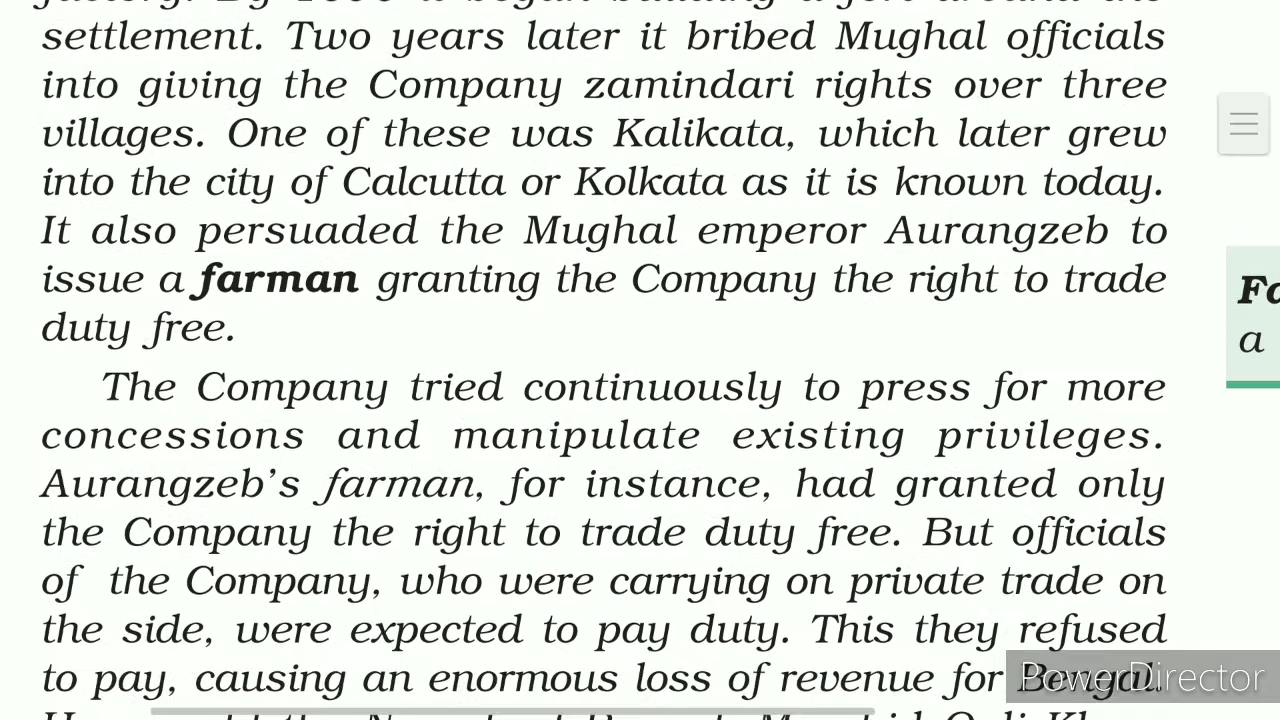 settlement. Two years later it bribed Mughal officials
into giving the Company zamindari rights over three
villages. One of these was Kalikata, which later grew
into the city of Calcutta or Kolkata as it is known today.
It also persuaded the Mughal emperor Aurangzeb to
issue a farman granting the Company the right to trade
duty free.
The Company tried continuously to press for more
concessions and manipulate existing privileges.
Aurangzeb’s farman, for instance, had granted only
the Company the right to trade duty free. But officials
of the Company, who were carrying on private trade on
the side, were expected to pay duty. This they refused
to pay, causing an enormous loss of revenue for Bengal.
a
PowerDirector